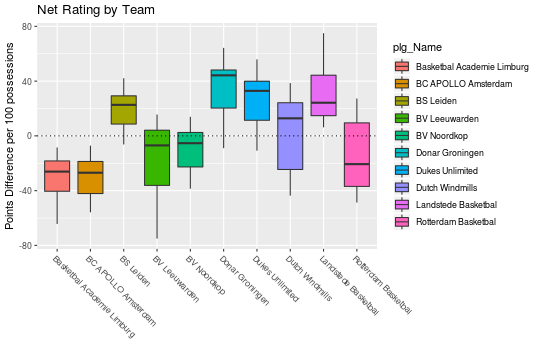 Net Rating by Team
Points Difference per 100 possessions
80
40
0
-40
-80
Basketbal Academie Limburg
BC APOLLO Amsterdam
BS Leiden
BV Leeuwarden
BV Noordkop
Donar Groningen
Dukes Unlimited
Dutch Windmills
Landstede Basketbal
Rotterdam Basketbal
plg_Name
Basketbal Academie Limburg
BC APOLLO Amsterdam
BS Leiden
BV Leeuwarden
BV Noordkop
Donar Groningen
Dukes Unlimited
Dutch Windmills
Landstede Basketbal
Rotterdam Basketbal